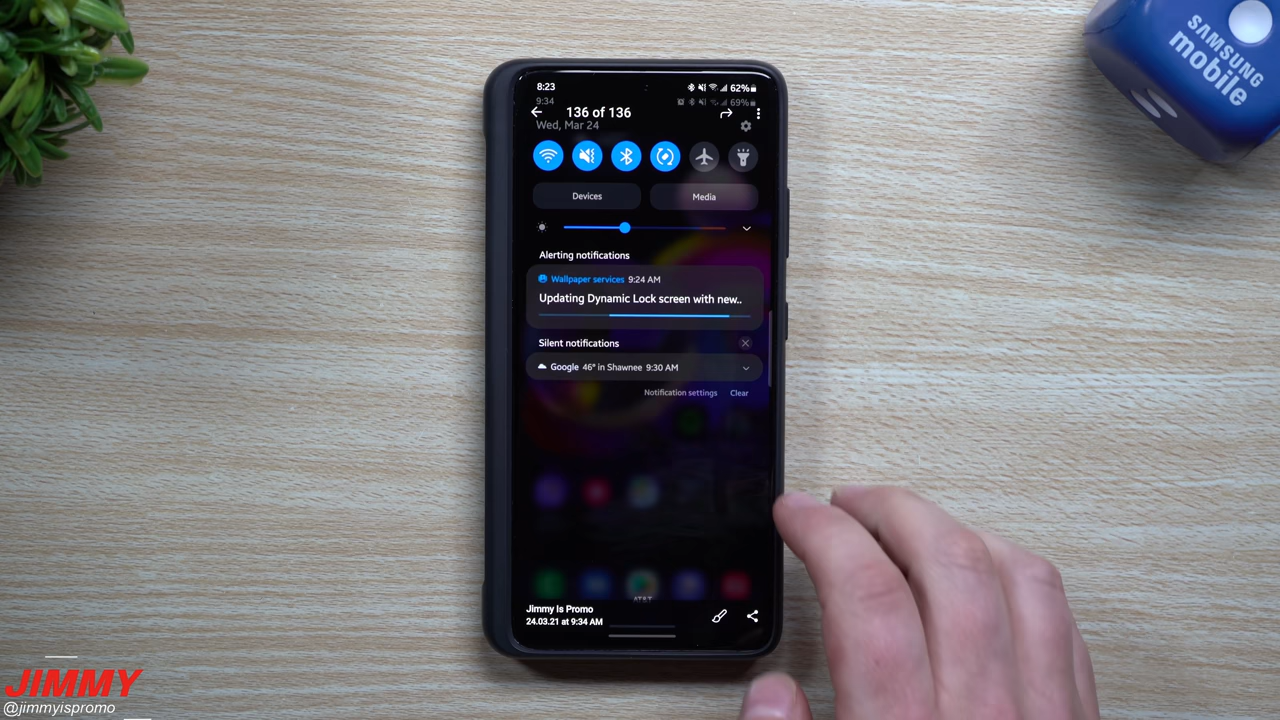 SAMSUNG
mobile
8:23
62%
9:34
69%
136 of 136
Wed, Mar 24
Devices
Media
Alerting notifications
Wallpaper services 9:24 AM
Updating Dynamic Lock screen with new..
Silent notifications
Google 46° in Shawnee 9:30 AM
Notification settings Clear
AT&T
Jimmy Is Promo
24.03.21 at 9:34 AM
JIMMY
@jimmyispromo